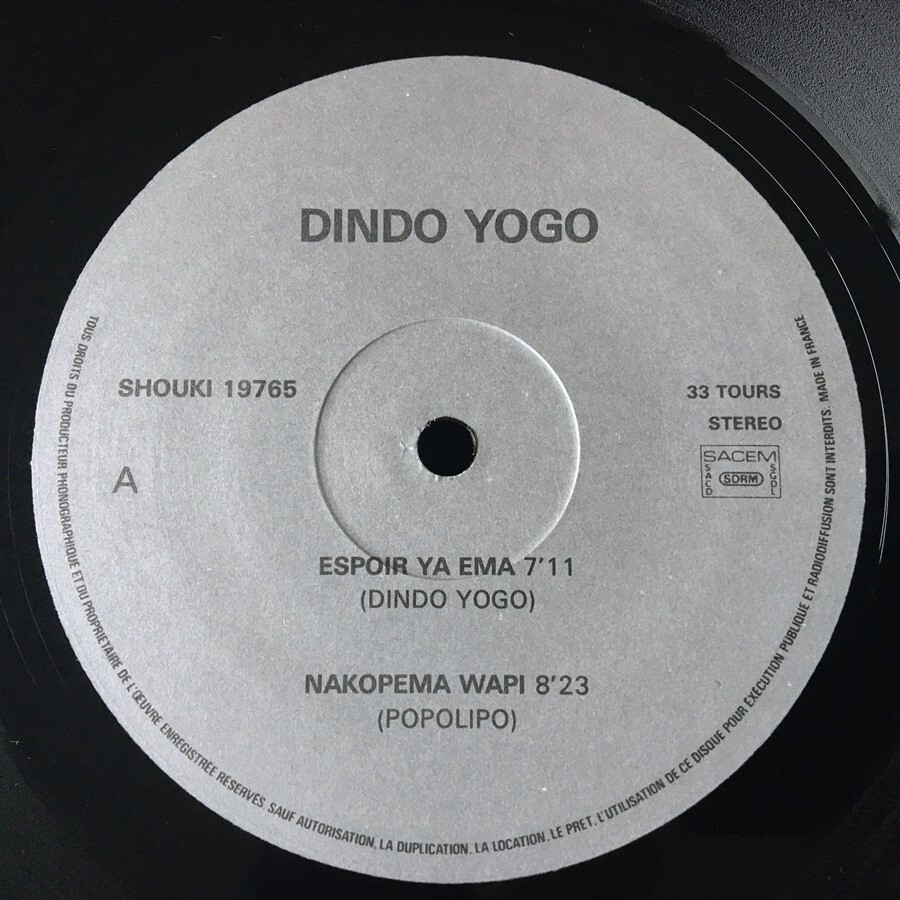 DINDO YOGO
SHOUKI 19765
33 TOURS
STEREO
A
SACEM
SACD
SDRM
SGDL
ESPOIR YA EMA 7'11
(DINDO YOGO)
NAKOPEMA WAPI 8'23
(POPOLIPO)
TOUS DROITS DU PRODUCTEUR PHONOGRAPHIQUE ET DU PROPRIETAIRE DE L'ŒUVRE ENREGISTREE RESERVES. SAUF AUTORISATION, LA DUPLICATION, LA LOCATION, LE PRET, L'UTILISATION DE CE DISQUE POUR EXECUTION PUBLIQUE ET RADIODIFFUSION SONT INTERDITS. MADE IN FRANCE